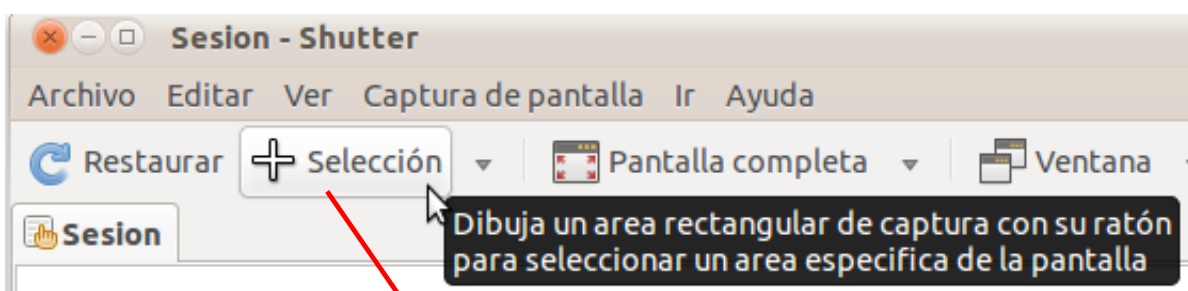 Sesion - Shutter
Archivo Editar Ver Captura de pantalla Ir Ayuda
Restaurar Selección Pantalla completa Ventana
Sesion
Dibuja un area rectangular de captura con su ratón
para seleccionar un area especifica de la pantalla